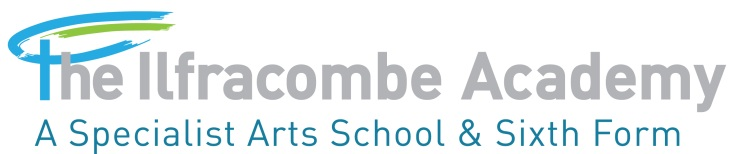 the Ilfracombe Academy
A Specialist Arts School & Sixth Form